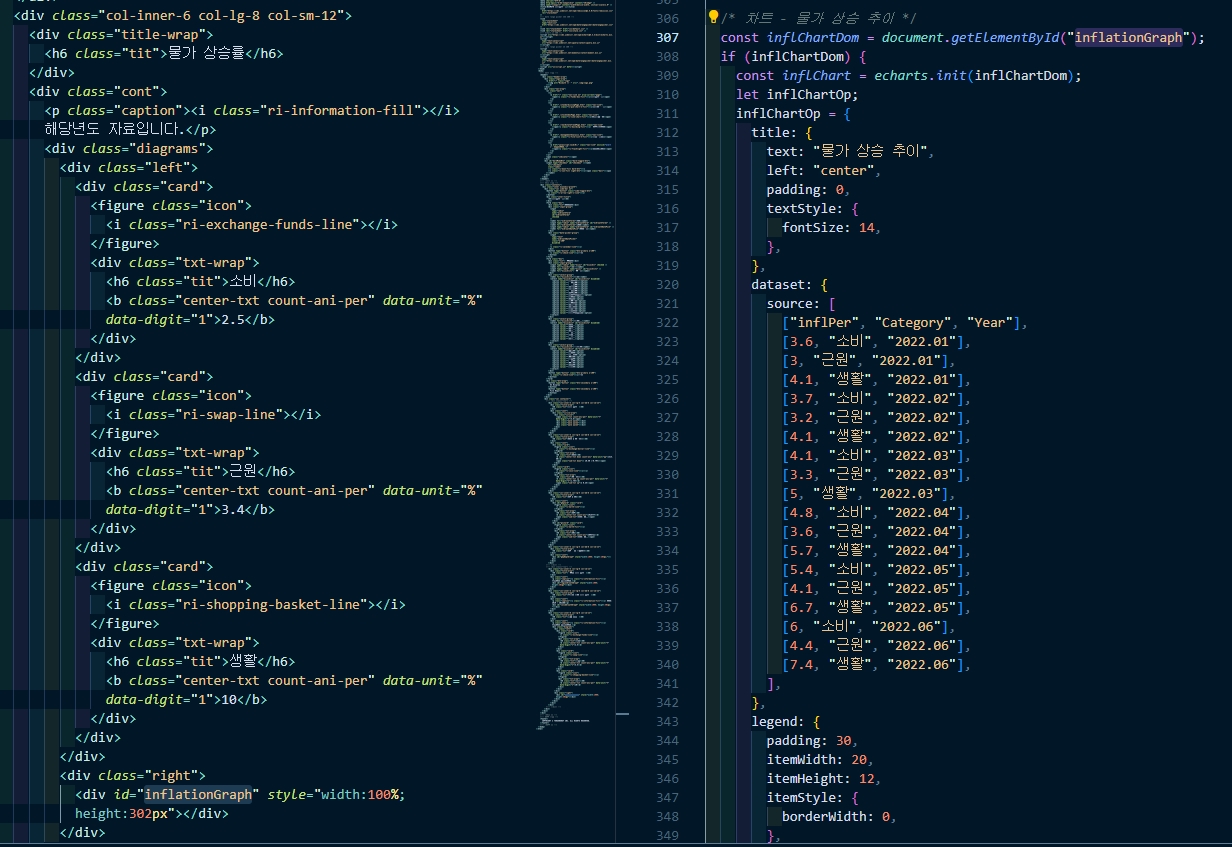 <div class="col-inner-6 col-lg-8 col-sm-12">
<div class="title-wrap">
<h6 class="tit">물가 상승률</h6>
</div>
<div class="cont">
<p class="caption"><i class="ri-information-fill"></i>
해당년도 자료입니다.</p>
<div class="diagrams">
<div class="left">
<div class="card">
<figure class="icon">
<i class="ri-exchange-funds-line"></i>
</figure>
<div class="txt-wrap">
<h6 class="tit">소비</h6>
<b class="center-txt count-ani-per" data-unit="%"
data-digit="1">2.5</b>
</div>
</div>
<div class="card">
<figure class="icon">
<i class="ri-swap-line"></i>
</figure>
<div class="txt-wrap">
<h6 class="tit">근원</h6>
<b class="center-txt count-ani-per" data-unit="%"
data-digit="1">3.4</b>
</div>
</div>
<div class="card">
<figure class="icon">
<i class="ri-shopping-basket-line"></i>
</figure>
<div class="txt-wrap">
<h6 class="tit">생활</h6>
<b class="center-txt count-ani-per" data-unit="%"
data-digit="1">10</b>
</div>
</div>
</div>
<div class="right">
<div id="inflationGraph" style="width:100%;
height:302px"></div>
</div>
306 /* 차트 - 물가 상승 추이 */
307 const inflChartDom = document.getElementById("inflationGraph");
308 if (inflChartDom) {
309 const inflChart = echarts.init(inflChartDom);
310 let inflChartOp;
311 inflChartOp = {
312 title: {
313 text: "물가 상승 추이",
314 left: "center",
315 padding: 0,
316 textStyle: {
317 fontSize: 14,
318 },
319 },
320 dataset: {
321 source: [
322 ["inflPer", "Category", "Year"],
323 [3.6, "소비", "2022.01"],
324 [3, "근원", "2022.01"],
325 [4.1, "생활", "2022.01"],
326 [3.7, "소비", "2022.02"],
327 [3.2, "근원", "2022.02"],
328 [4.1, "생활", "2022.02"],
329 [4.1, "소비", "2022.03"],
330 [3.3, "근원", "2022.03"],
331 [5, "생활", "2022.03"],
332 [4.8, "소비", "2022.04"],
333 [3.6, "근원", "2022.04"],
334 [5.7, "생활", "2022.04"],
335 [5.4, "소비", "2022.05"],
336 [4.1, "근원", "2022.05"],
337 [6.7, "생활", "2022.05"],
338 [6, "소비", "2022.06"],
339 [4.4, "근원", "2022.06"],
340 [7.4, "생활", "2022.06"],
341 ],
342 },
343 legend: {
344 padding: 30,
345 itemWidth: 20,
346 itemHeight: 12,
347 itemStyle: {
348 borderWidth: 0,
349 },